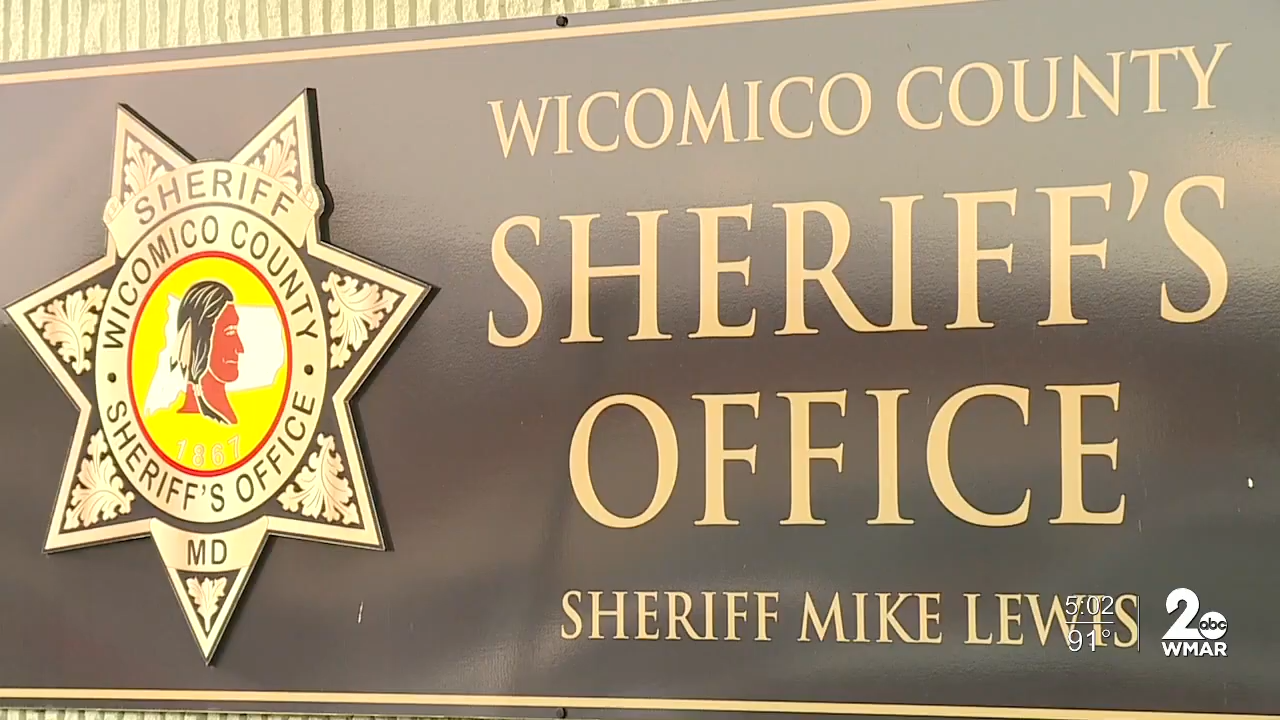 WICOMICO COUNTY
SHERIFF'S
OFFICE
SHERIFF MIKE LEWIS
SHERIFF
WICOMICO COUNTY
1867
SHERIFF'S OFFICE
MD
5:02
91°
2 abc
WMAR